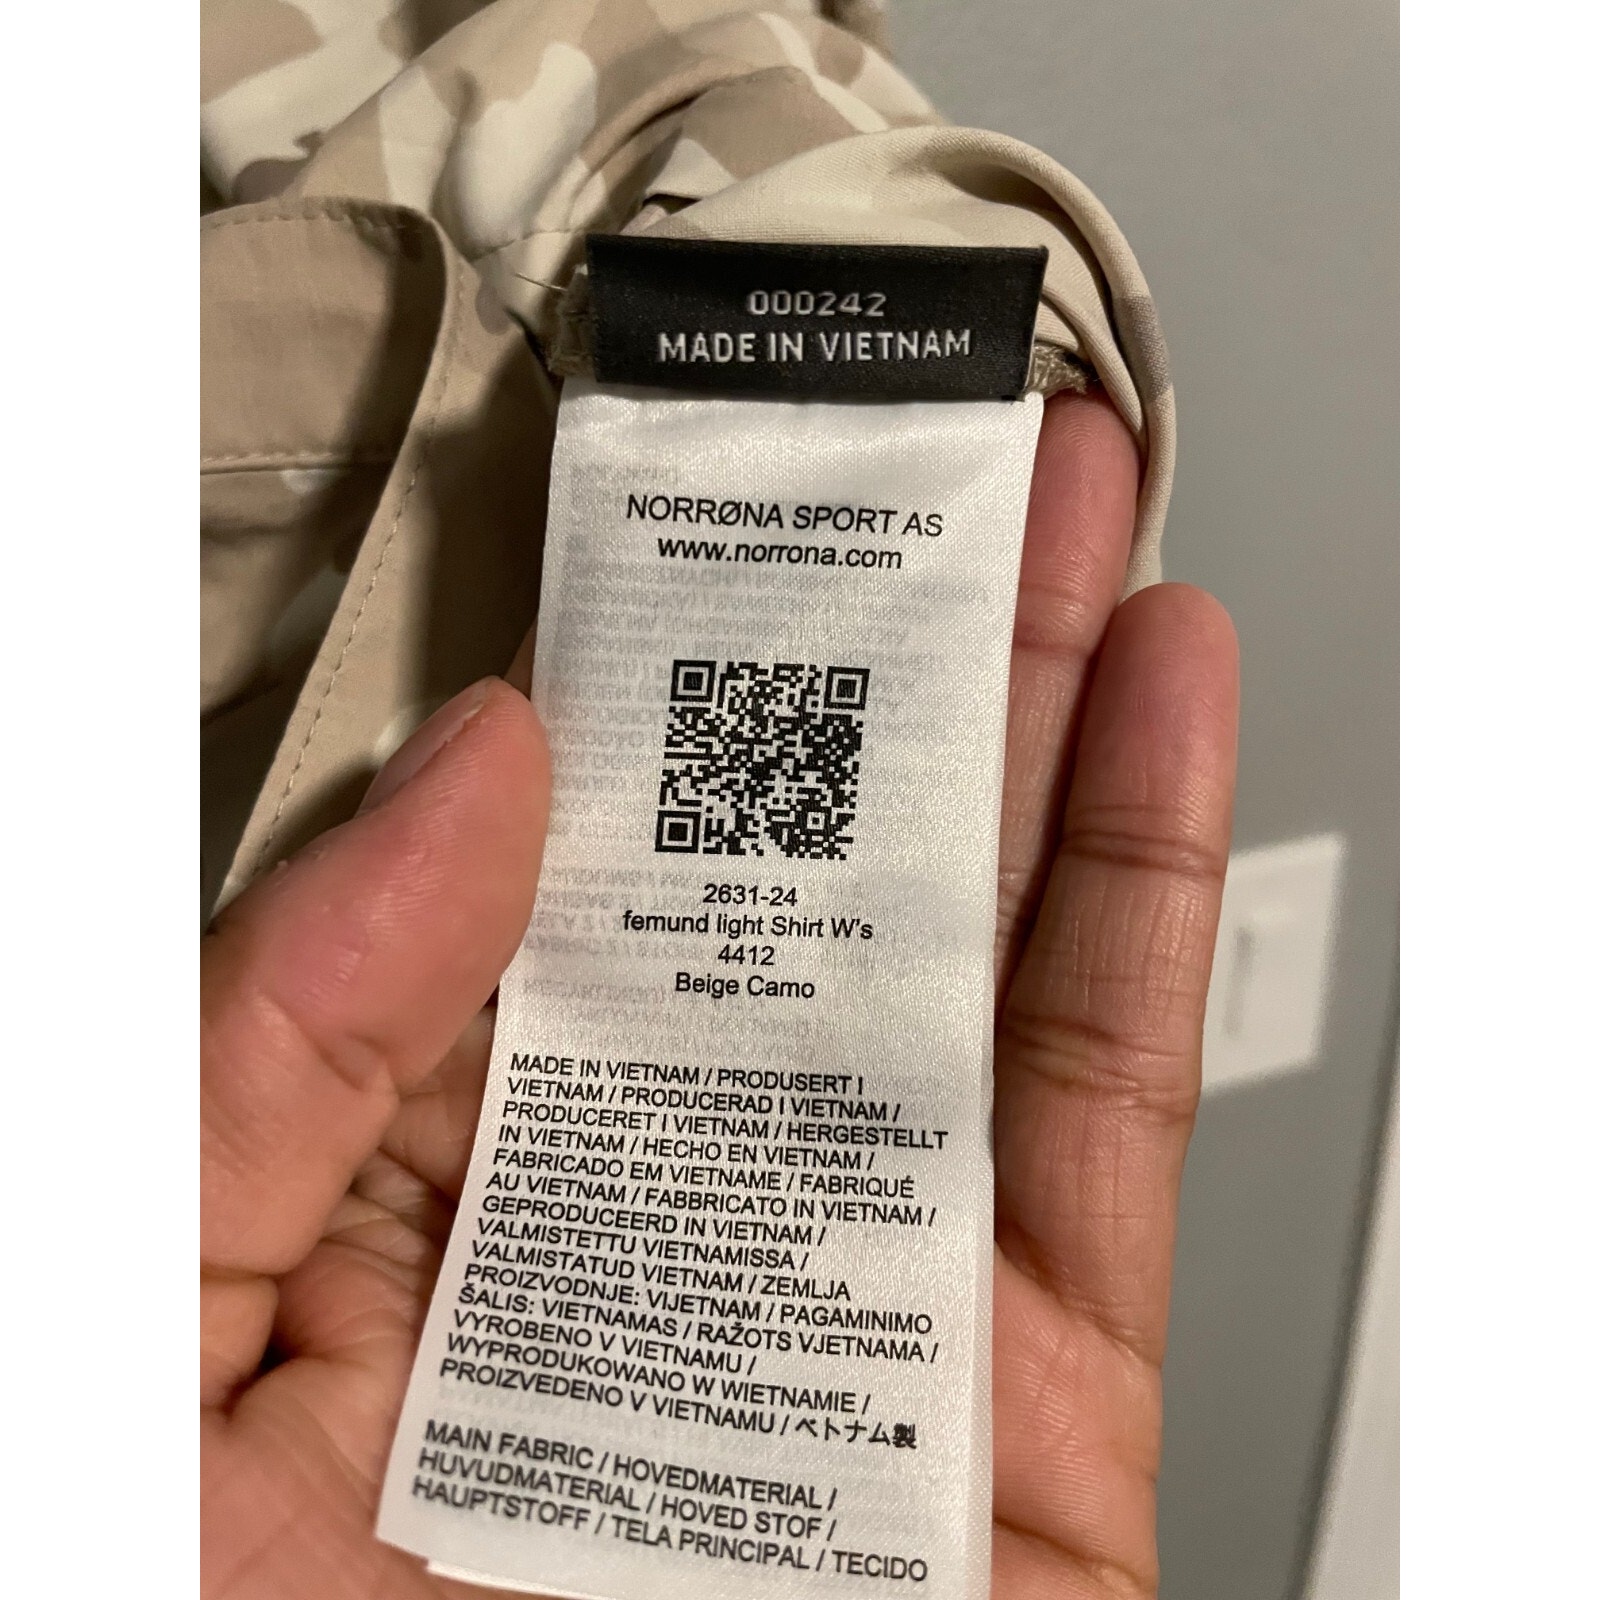 000242
MADE IN VIETNAM
NORRØNA SPORT AS
www.norrona.com
2631-24
femund light Shirt W's
4412
Beige Camo
MADE IN VIETNAM / PRODUSERT I
VIETNAM / PRODUCERAD I VIETNAM /
PRODUCERET I VIETNAM / HERGESTELLT
IN VIETNAM / HECHO EN VIETNAM /
FABRICADO EM VIETNAME / FABRIQUÉ
AU VIETNAM / FABBRICATO IN VIETNAM /
GEPRODUCEERD IN VIETNAM /
VALMISTETTU VIETNAMISSA /
VALMISTATUD VIETNAM / ZEMLJA
PROIZVODNJE: VIJETNAM / PAGAMINIMO
ŠALIS: VIETNAMAS / RAŽOTS VJETNAMA /
VYROBENO V VIETNAMU /
WYPRODUKOWANO W WIETNAMIE /
PROIZVEDENO V VIETNAMU / ベトナム製
MAIN FABRIC / HOVEDMATERIAL /
HUVUDMATERIAL / HOVED STOF /
HAUPTSTOFF / TELA PRINCIPAL / TECIDO